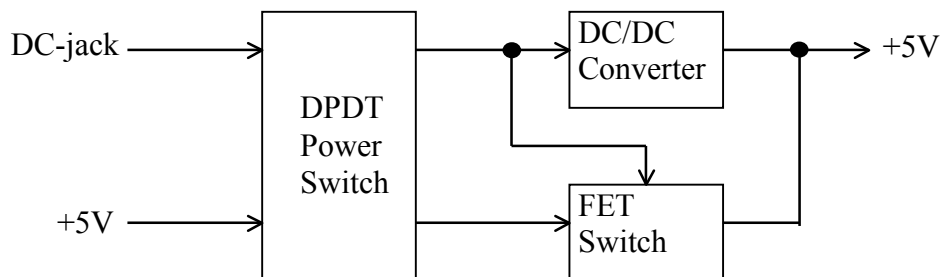 DC-jack
+5V
DPDT
Power
Switch
DC/DC
Converter
FET
Switch
+5V